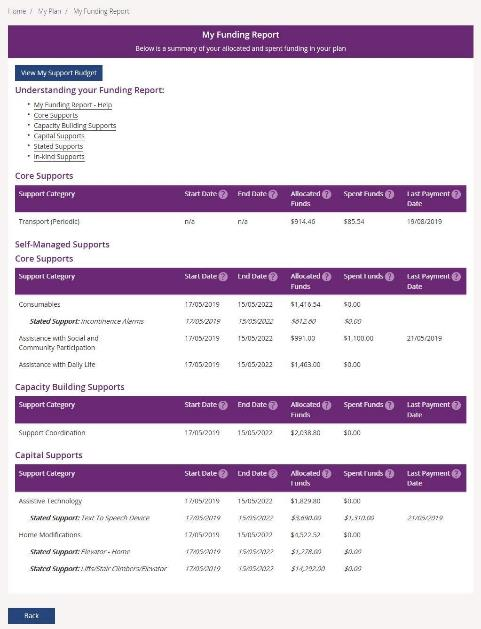 Home / My Plan / My Funding Report
My Funding Report
Below is a summary of your allocated and spent funding in your plan
View My Support Budget
Understanding your Funding Report:
• My Funding Report - Help
• Core Supports
• Capacity Building Supports
• Capital Supports
• Stated Supports
• In-kind Supports
Core Supports
Support Category Start Date ? End Date ? Allocated ? Funds Spent Funds ? Last Payment ? Date
Transport (Periodic) n/a n/a $914.46 $85.54 19/08/2019
Self-Managed Supports
Core Supports
Support Category Start Date ? End Date ? Allocated ? Funds Spent Funds ? Last Payment ? Date
Consumables 17/05/2019 15/05/2022 $1,416.54 $0.00
Stated Support: Incontinence Alarms 17/05/2019 15/05/2022 $612.60 $0.00
Assistance with Social and Community Participation 17/05/2019 15/05/2022 $991.00 $1,100.00 21/05/2019
Assistance with Daily Life 17/05/2019 15/05/2022 $1,463.00 $0.00
Capacity Building Supports
Support Category Start Date ? End Date ? Allocated ? Funds Spent Funds ? Last Payment ? Date
Support Coordination 17/05/2019 15/05/2022 $2,038.80 $0.00
Capital Supports
Support Category Start Date ? End Date ? Allocated ? Funds Spent Funds ? Last Payment ? Date
Assistive Technology 17/05/2019 15/05/2022 $1,829.80 $0.00
Stated Support: Text To Speech Device 17/05/2019 15/05/2022 $3,690.00 $1,310.00 21/05/2019
Home Modifications 17/05/2019 15/05/2022 $4,522.52 $0.00
Stated Support: Elevator - Home 17/05/2019 15/05/2022 $1,278.00 $0.00
Stated Support: Lifts/Stair Climbers/Elevator 17/05/2019 15/05/2022 $14,292.00 $0.00
Back